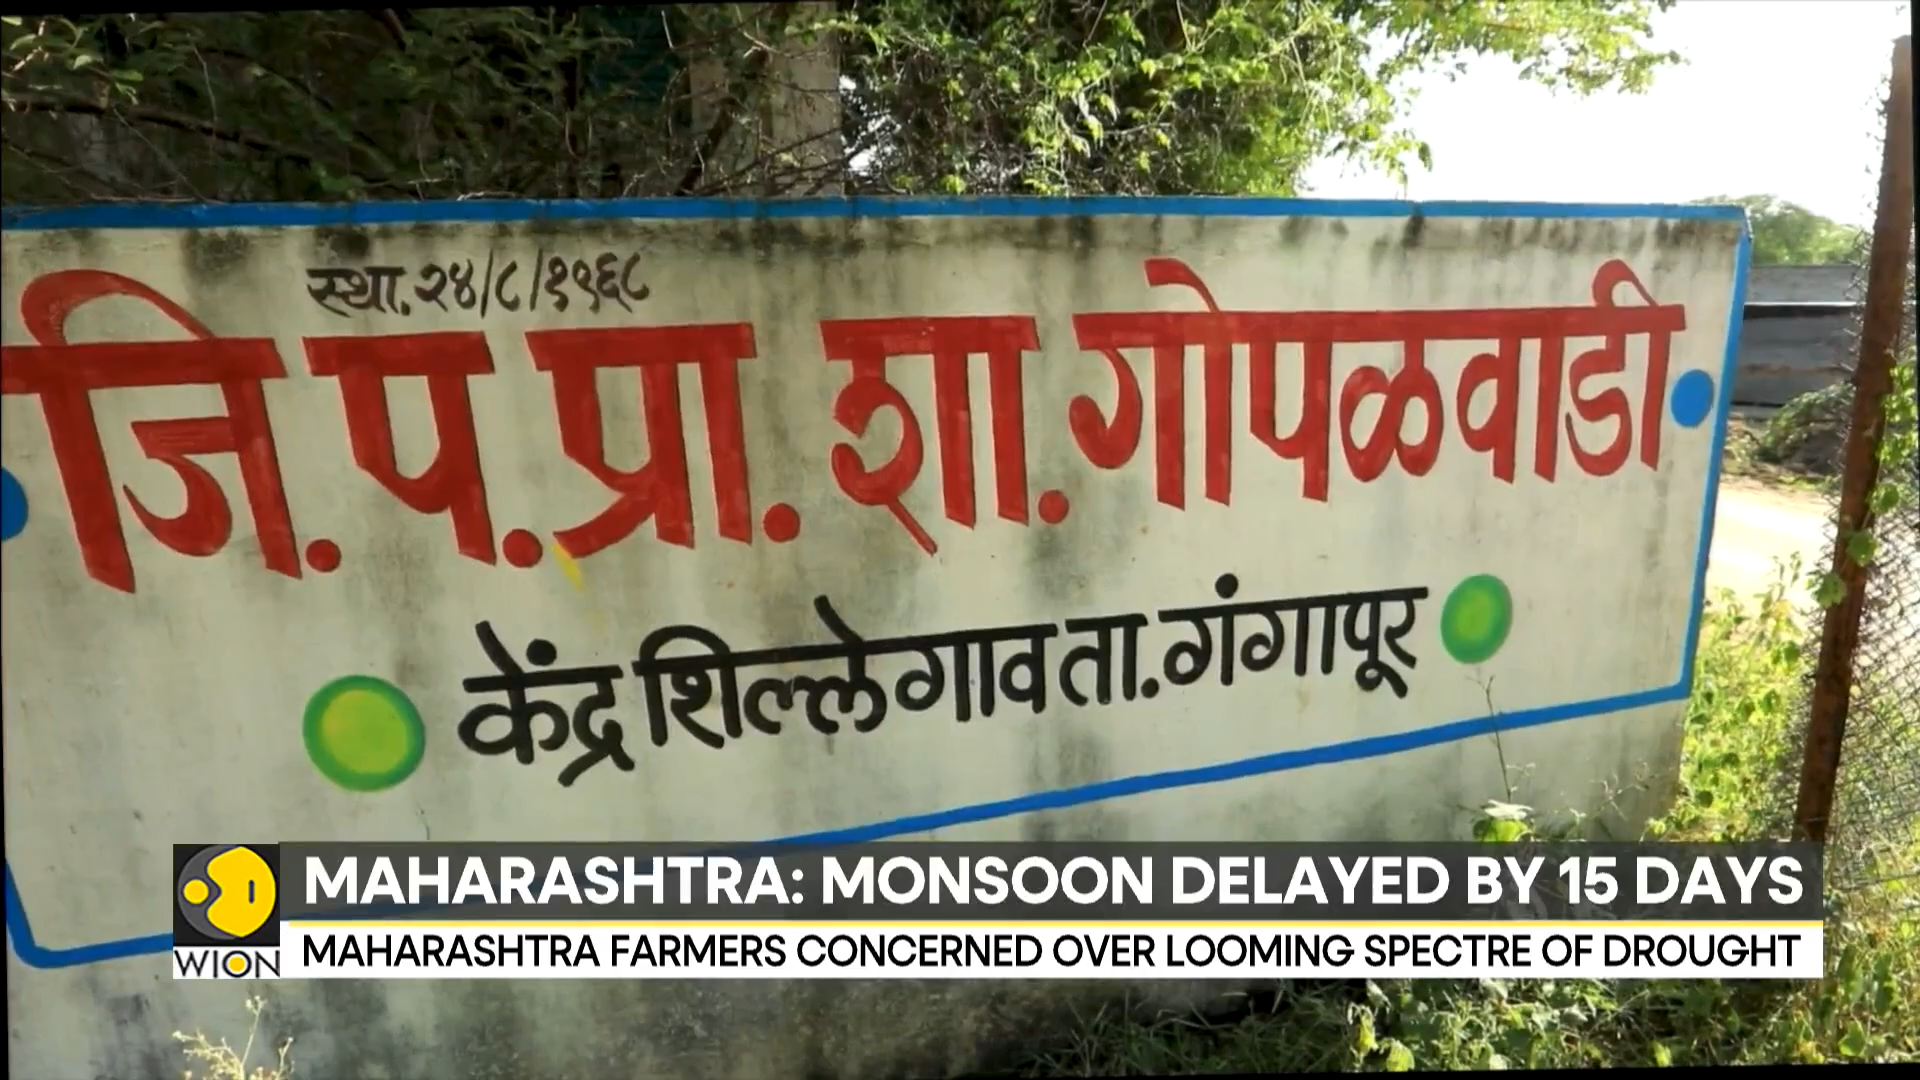 स्था. २४/८/१९६८
जि. प. प्रा. शा. गोपळवाडी
केंद्र शिल्लेगाव ता. गंगापूर
MAHARASHTRA: MONSOON DELAYED BY 15 DAYS
MAHARASHTRA FARMERS CONCERNED OVER LOOMING SPECTRE OF DROUGHT
WION